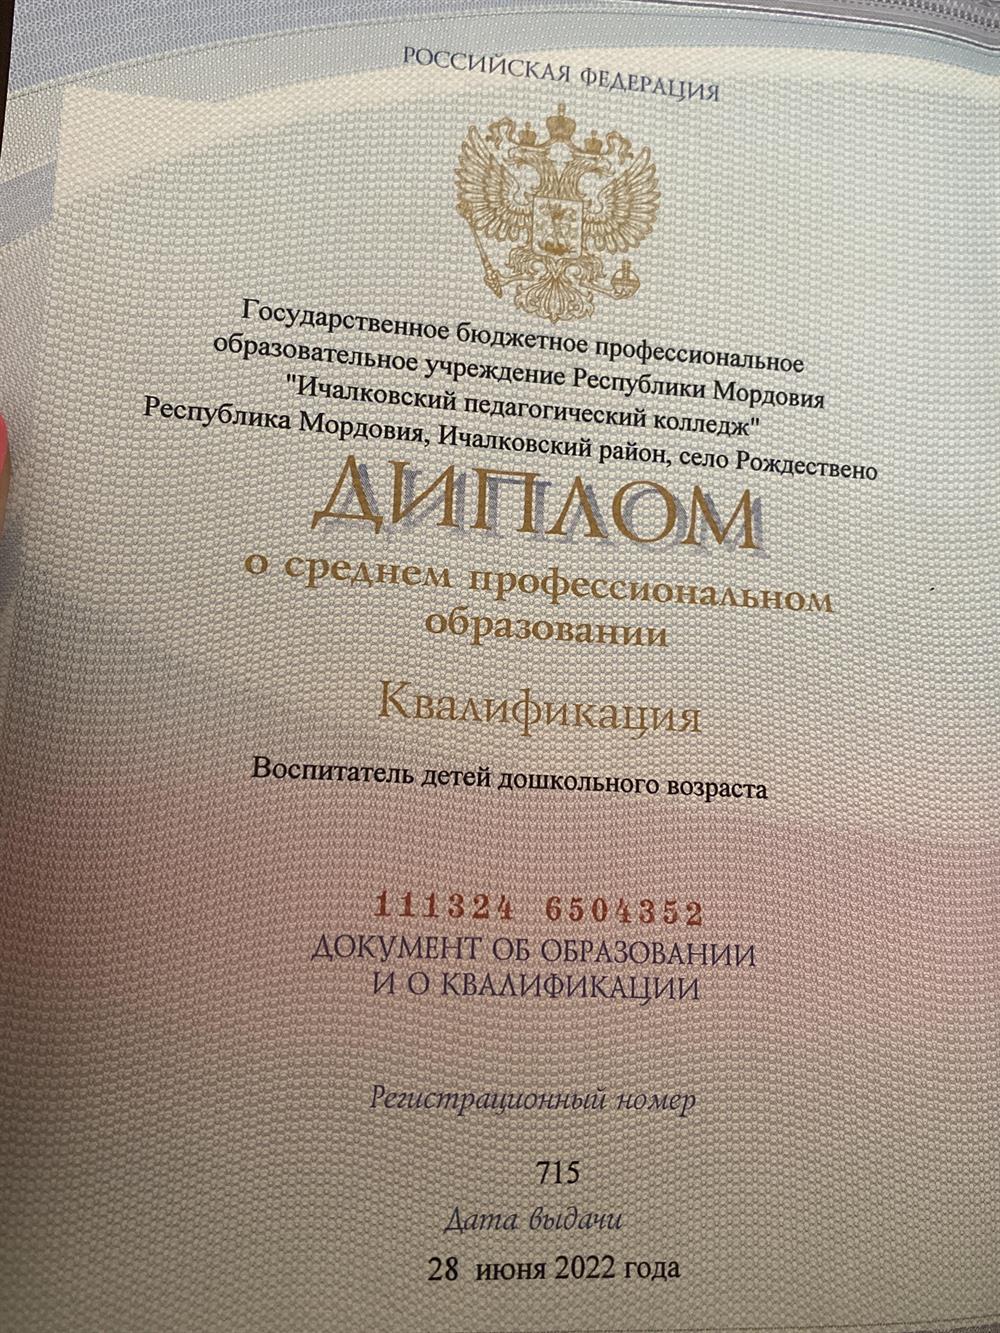 РОССИЙСКАЯ ФЕДЕРАЦИЯ
Государственное бюджетное профессиональное
образовательное учреждение Республики Мордовия
"Ичалковский педагогический колледж"
Республика Мордовия, Ичалковский район, село Рождествено
ДИПЛОМ
о среднем профессиональном
образовании
Квалификация
Воспитатель детей дошкольного возраста
111324 6504352
ДОКУМЕНТ ОБ ОБРАЗОВАНИИ
И О КВАЛИФИКАЦИИ
Регистрационный номер
715
Дата выдачи
28 июня 2022 года